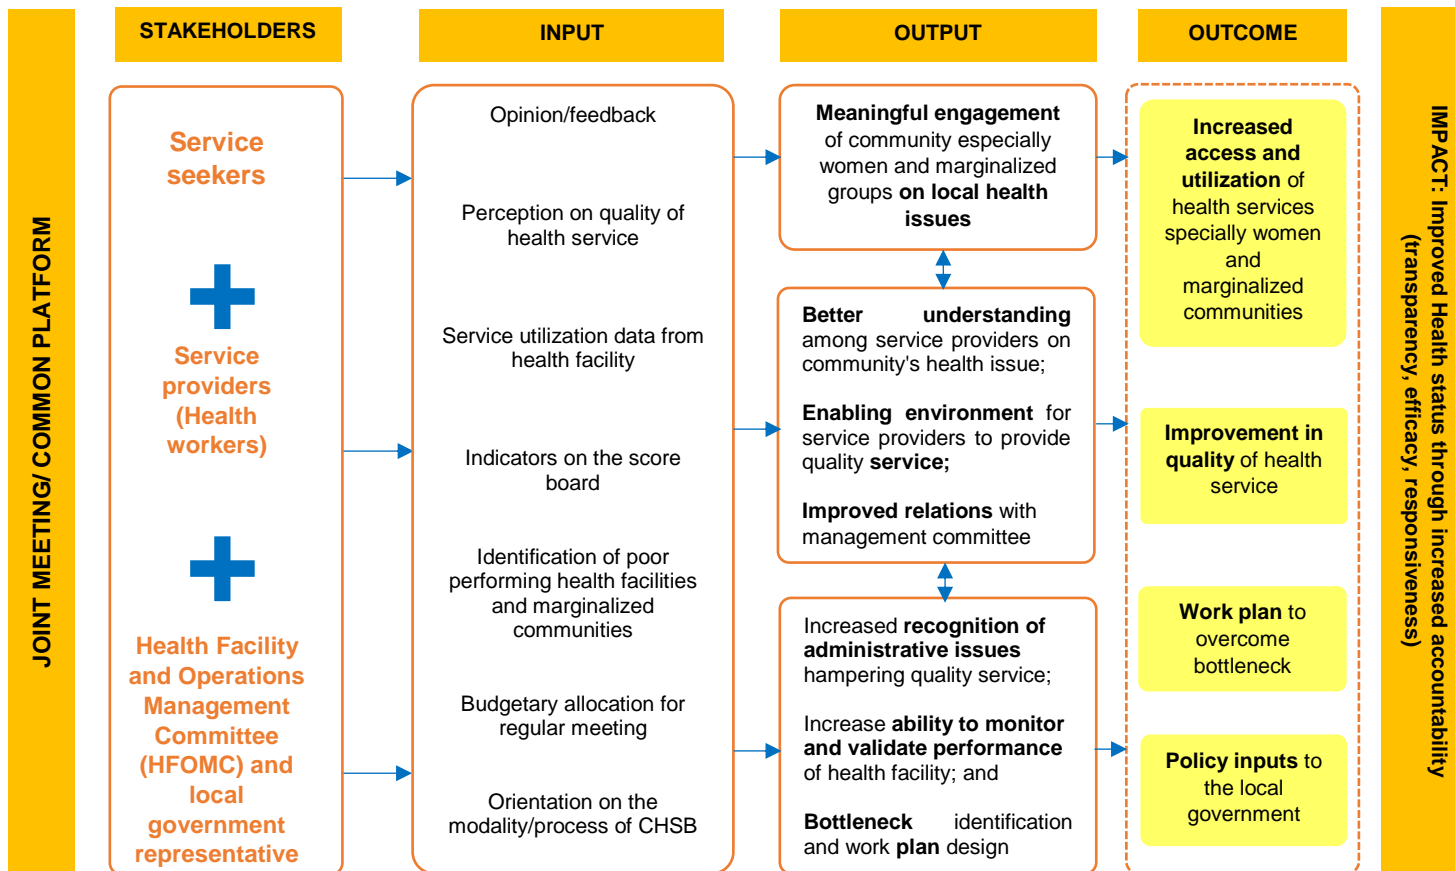 JOINT MEETING/ COMMON PLATFORM
STAKEHOLDERS
Service
seekers
Service
providers
(Health
workers)
Health Facility
and Operations
Management
Committee
(HFOMC) and
local
government
representative
INPUT
Opinion/feedback
Perception on quality of
health service
Service utilization data from
health facility
Indicators on the score
board
Identification of poor
performing health facilities
and marginalized
communities
Budgetary allocation for
regular meeting
Orientation on the
modality/process of CHSB
OUTPUT
Meaningful engagement
of community especially
women and marginalized
groups on local health
issues
Better understanding
among service providers on
community's health issue;
Enabling environment for
service providers to provide
quality service;
Improved relations with
management committee
Increased recognition of
administrative issues
hampering quality service;
Increase ability to monitor
and validate performance
of health facility; and
Bottleneck identification
and work plan design
OUTCOME
Increased
access and
utilization of
health services
specially women
and
marginalized
communities
Improvement in
quality of health
service
Work plan to
overcome
bottleneck
Policy inputs to
the local
government
IMPACT: Improved Health status through increased accountability
(transparency, efficacy, responsiveness)